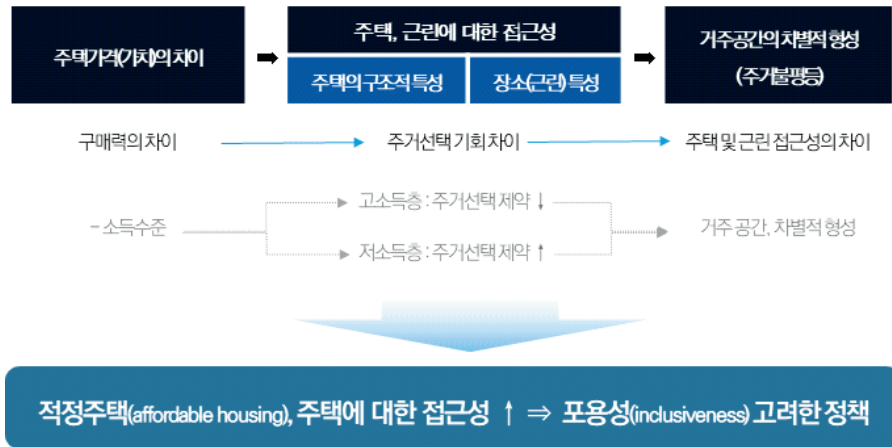 주택가격(가치)의 차이
➡
주택, 근린에 대한 접근성
주택의 구조적 특성
장소(근린) 특성
➡
거주공간의 차별적 형성
(주거불평등)
구매력의 차이
주거선택 기회 차이
주택 및 근린 접근성의 차이
– 소득수준
고소득층 : 주거선택 제약 ↓
저소득층 : 주거선택 제약 ↑
거주 공간, 차별적 형성
적정주택(affordable housing), 주택에 대한 접근성 ↑ ⇒ 포용성(inclusiveness) 고려한 정책